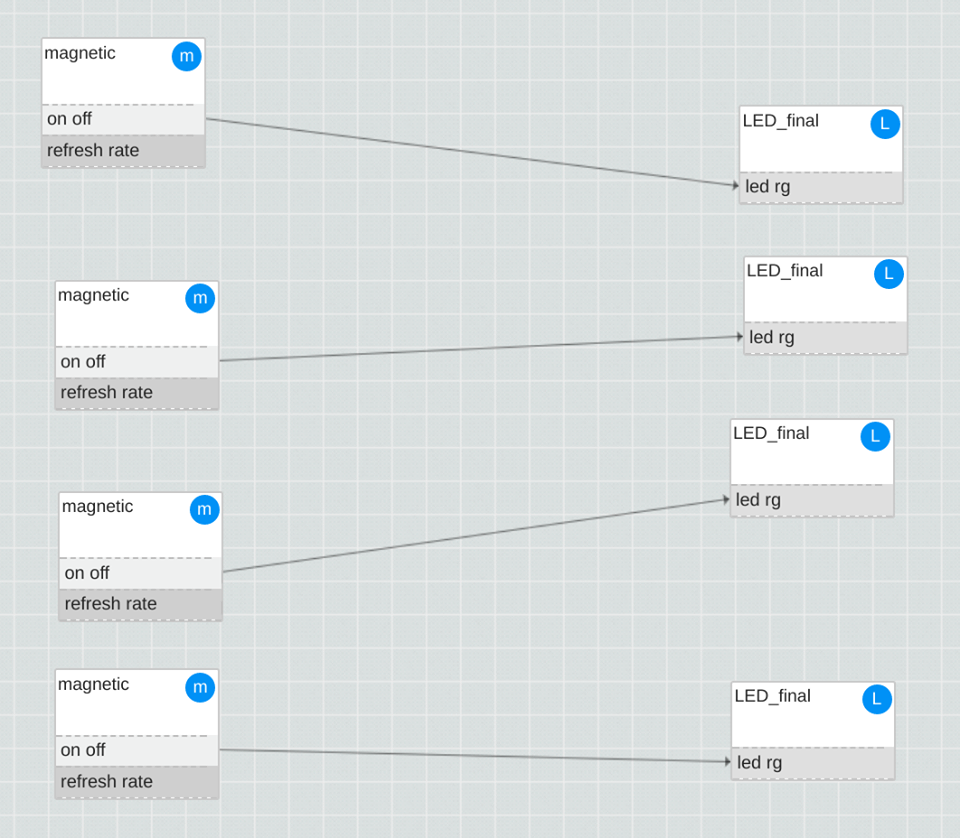 magnetic m
on off
refresh rate
LED_final L
led rg
magnetic m
on off
refresh rate
LED_final L
led rg
magnetic m
on off
refresh rate
LED_final L
led rg
magnetic m
on off
refresh rate
LED_final L
led rg